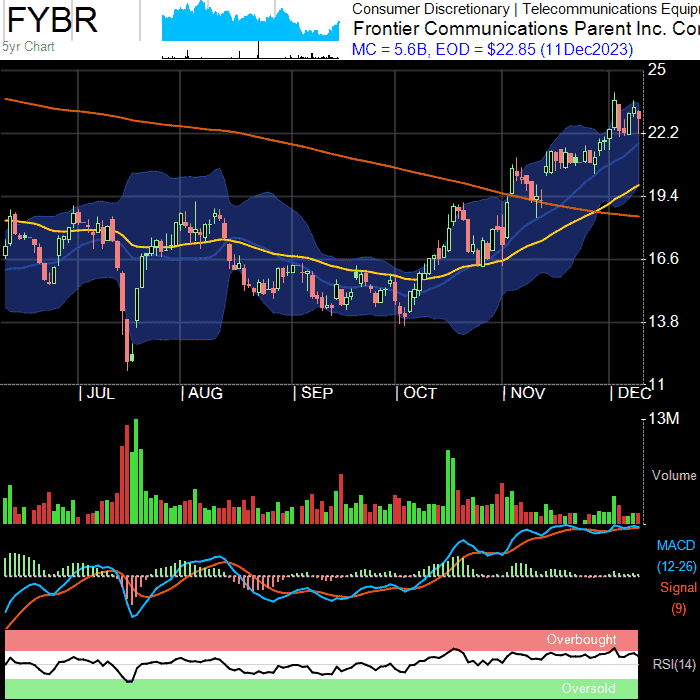 FYBR
5yr Chart
Consumer Discretionary | Telecommunications Equip
Frontier Communications Parent Inc. Co
MC = 5.6B, EOD = $22.85 (11Dec2023)
25
22.2
19.4
16.6
13.8
11
| JUL | AUG | SEP | OCT | NOV | DEC
13M
Volume
MACD
(12-26)
Signal
(9)
Overbought
RSI(14)
Oversold